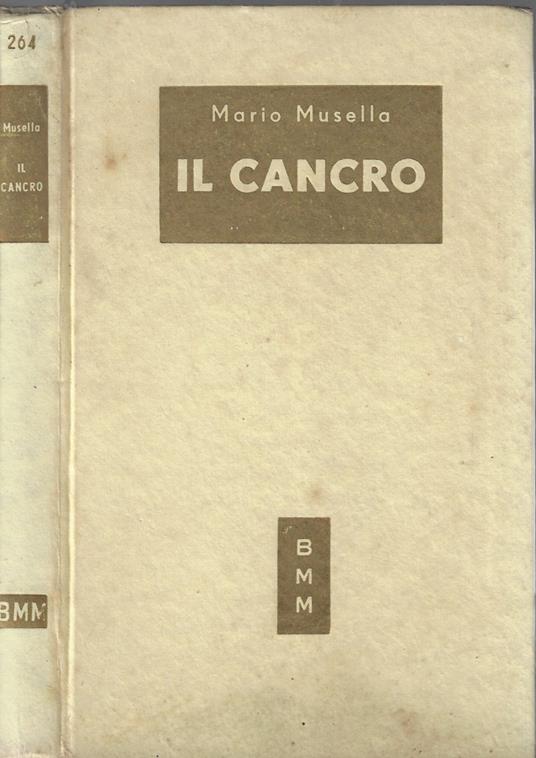 264
Musella
IL
CANCRO
BMM
Mario Musella
IL CANCRO
B
M
M